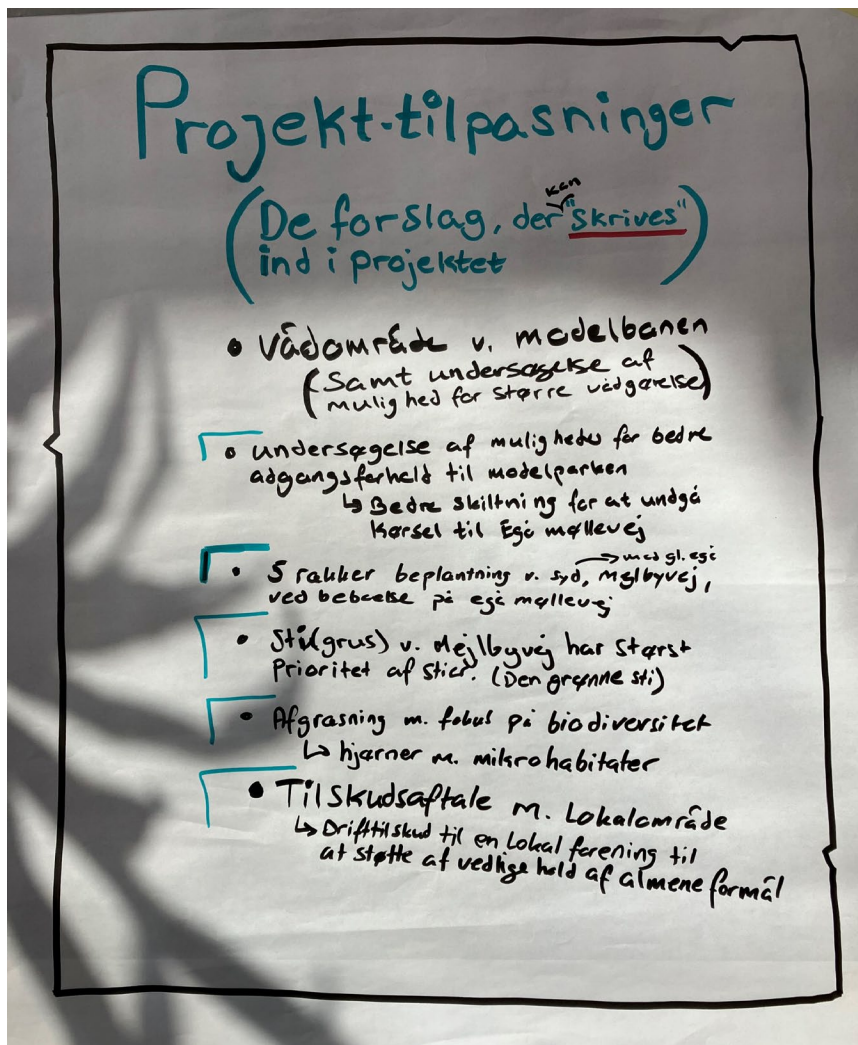 Projekt-tilpasninger
(De forslag, der kan "skrives"
ind i projektet)
• Vådområde v. modelbanen
(Samt undersøgelse af
mulighed for større vådgørelse)
• undersøgelse af muligheder for bedre
adgangsforhold til modelparken
↳ Bedre skiltning for at undgå
kørsel til Egå møllevej
• 5 rækker beplantning v. syd, Mejlbyvej, → med gl. egå
ved beboelse på egå møllevej
• Sti(grus) v. Mejlbyvej har størst
Prioritet af stier. (Den grønne sti)
• Afgræsning m. fokus på biodiversitet
↳ hjørner m. mikrohabitater
• Tilskudsaftale m. Lokalområde
↳ Drifttilskud til en Lokal forening til
at støtte af vedlige hold af almene formål